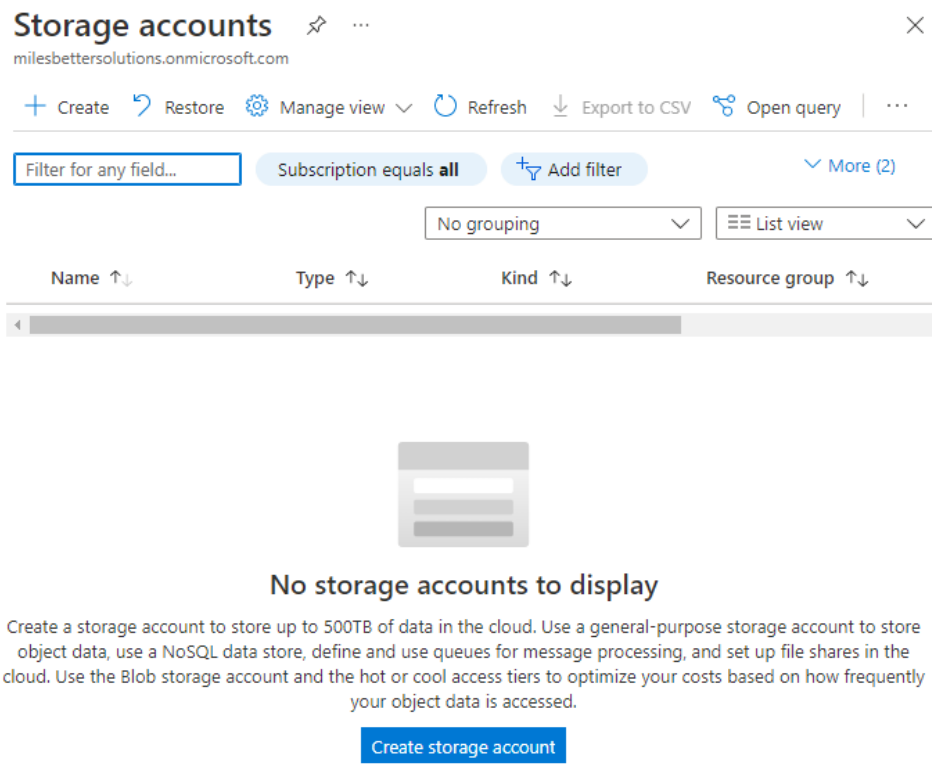 Storage accounts
milesbettersolutions.onmicrosoft.com
Create Restore Manage view Refresh Export to CSV Open query
Filter for any field... Subscription equals all Add filter More (2)
No grouping List view
Name Type Kind Resource group
No storage accounts to display
Create a storage account to store up to 500TB of data in the cloud. Use a general-purpose storage account to store
object data, use a NoSQL data store, define and use queues for message processing, and set up file shares in the
cloud. Use the Blob storage account and the hot or cool access tiers to optimize your costs based on how frequently
your object data is accessed.
Create storage account